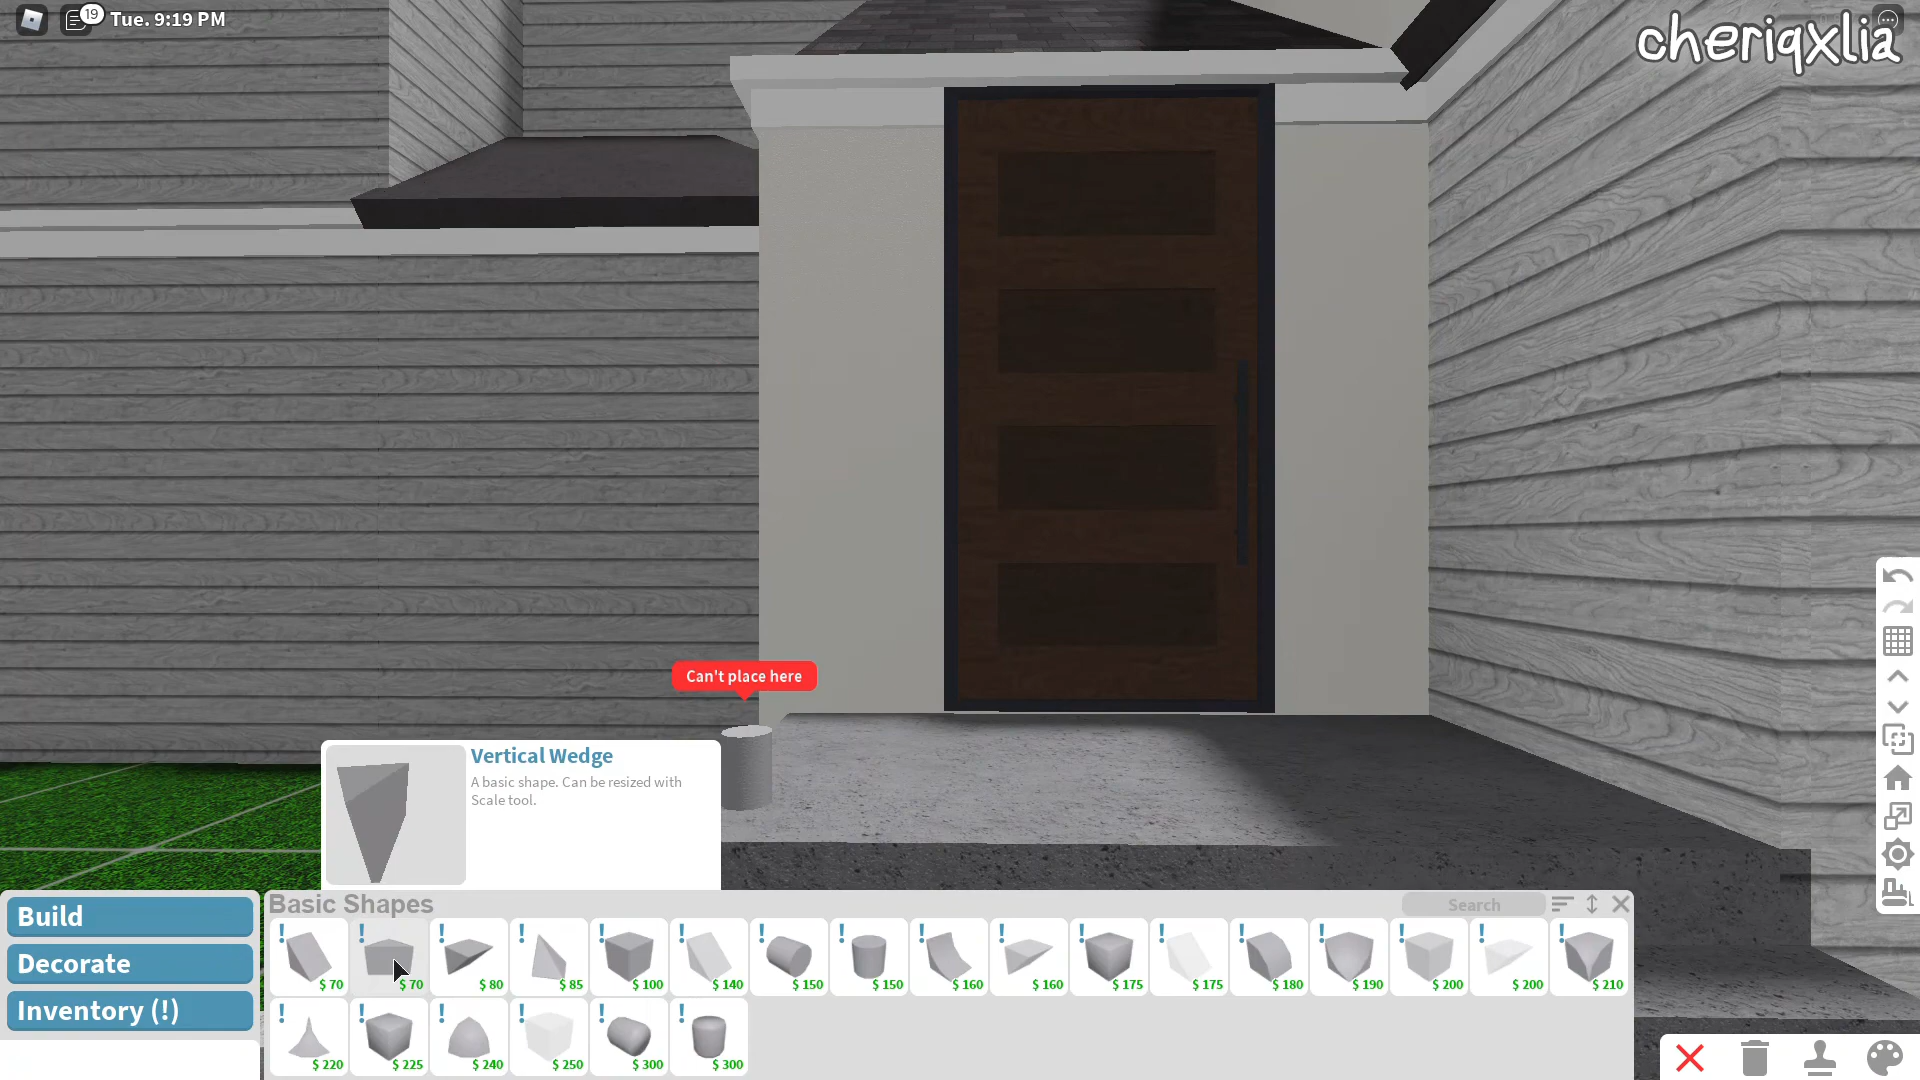 19
Tue. 9:19 PM
cheriqxlia
Can't place here
Vertical Wedge
A basic shape. Can be resized with
Scale tool.
Build
Decorate
Inventory (!)
Basic Shapes
Search
! ! ! ! ! ! ! ! ! ! ! ! ! ! ! ! !
$ 70 $ 70 $ 80 $ 85 $ 100 $ 140 $ 150 $ 150 $ 160 $ 160 $ 175 $ 175 $ 180 $ 190 $ 200 $ 200 $ 210
! ! ! ! ! !
$ 220 $ 225 $ 240 $ 250 $ 300 $ 300